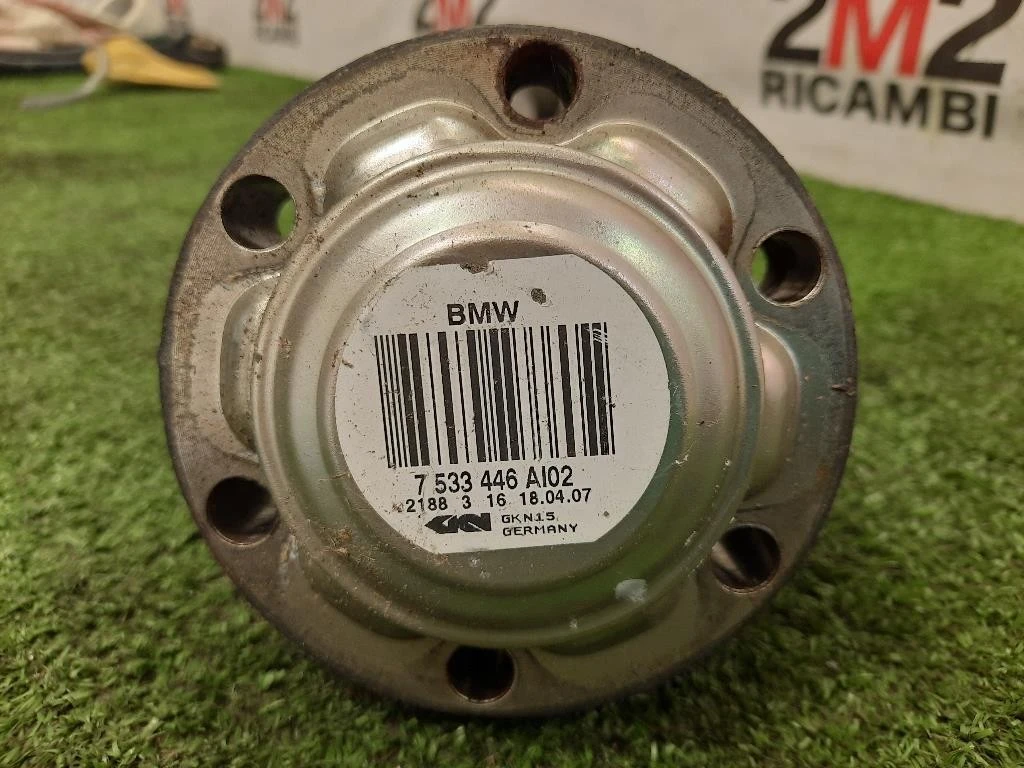 2M2
RICAMBI
BMW
7 533 446 AI02
2188 3 16 18.04.07
GKN GKN15
GERMANY